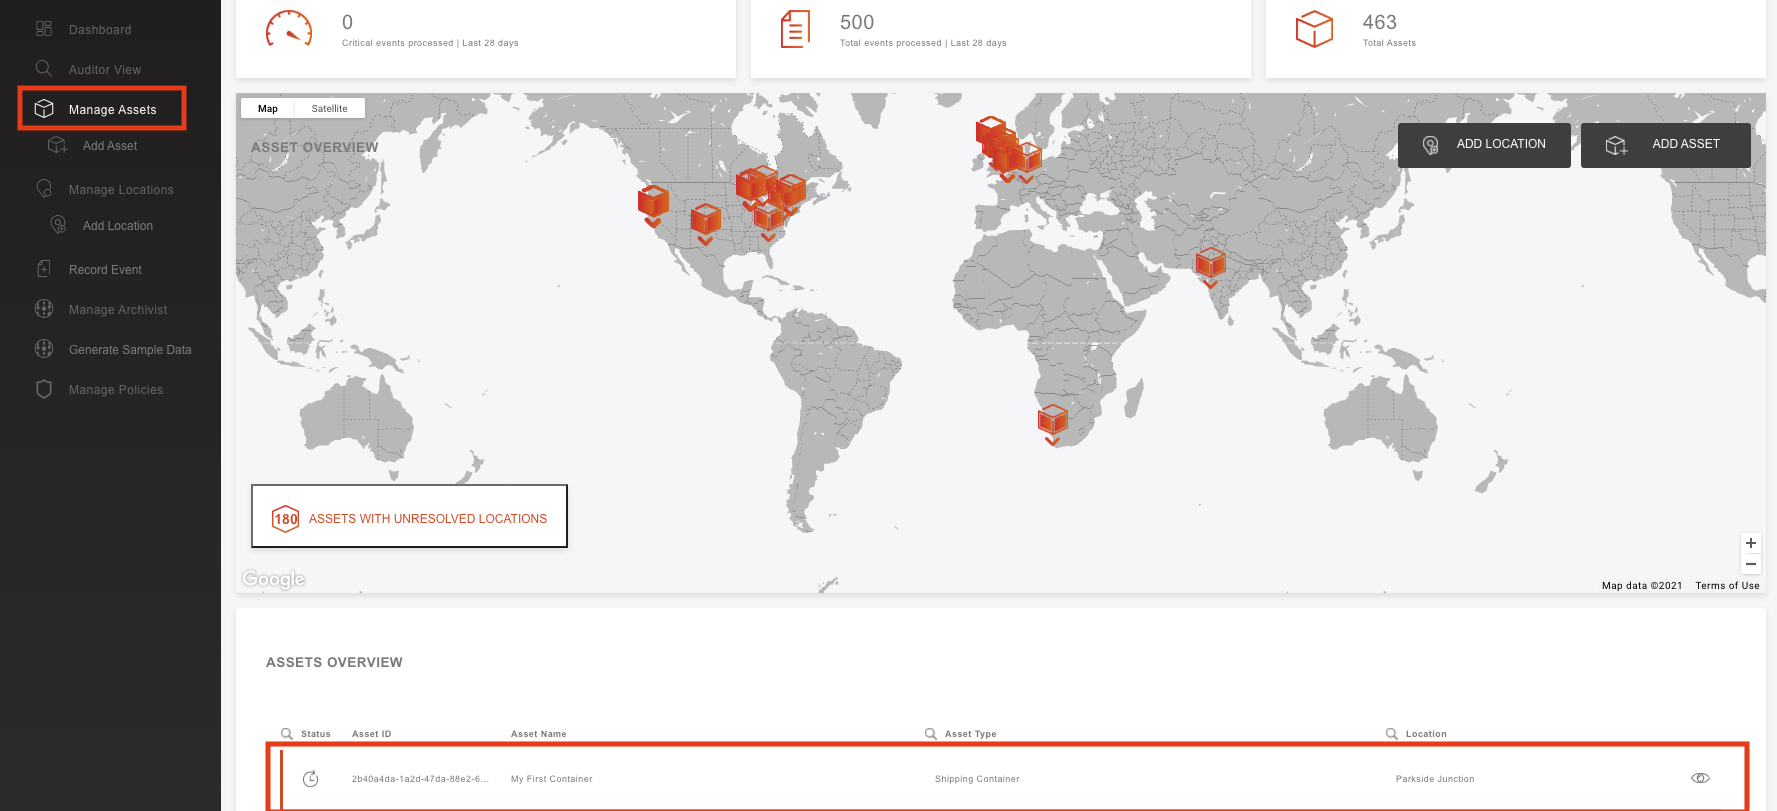 Dashboard
Auditor View
Manage Assets
Add Asset
Manage Locations
Add Location
Record Event
Manage Archivist
Generate Sample Data
Manage Policies
0
Critical events processed | Last 28 days
500
Total events processed | Last 28 days
463
Total Assets
Map Satellite
ASSET OVERVIEW
ADD LOCATION
ADD ASSET
180 ASSETS WITH UNRESOLVED LOCATIONS
Google
+
−
Map data ©2021 Terms of Use
ASSETS OVERVIEW
Status Asset ID Asset Name Asset Type Location
2b40a4da-1a2d-47da-88e2-6... My First Container Shipping Container Parkside Junction